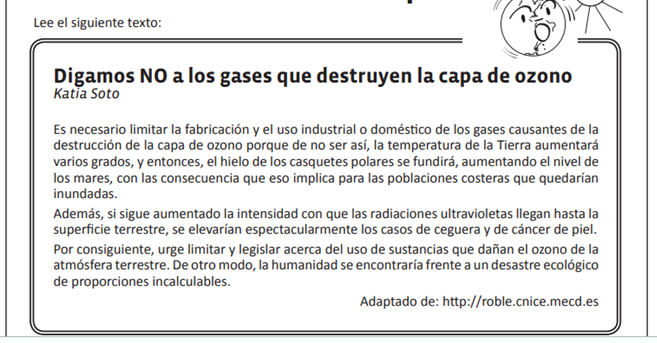 Lee el siguiente texto:
Digamos NO a los gases que destruyen la capa de ozono
Katia Soto
Es necesario limitar la fabricación y el uso industrial o doméstico de los gases causantes de la
destrucción de la capa de ozono porque de no ser así, la temperatura de la Tierra aumentará
varios grados, y entonces, el hielo de los casquetes polares se fundirá, aumentando el nivel de
los mares, con las consecuencia que eso implica para las poblaciones costeras que quedarían
inundadas.
Además, si sigue aumentado la intensidad con que las radiaciones ultravioletas llegan hasta la
superficie terrestre, se elevarían espectacularmente los casos de ceguera y de cáncer de piel.
Por consiguiente, urge limitar y legislar acerca del uso de sustancias que dañan el ozono de la
atmósfera terrestre. De otro modo, la humanidad se encontraría frente a un desastre ecológico
de proporciones incalculables.
Adaptado de: http://roble.cnice.mecd.es